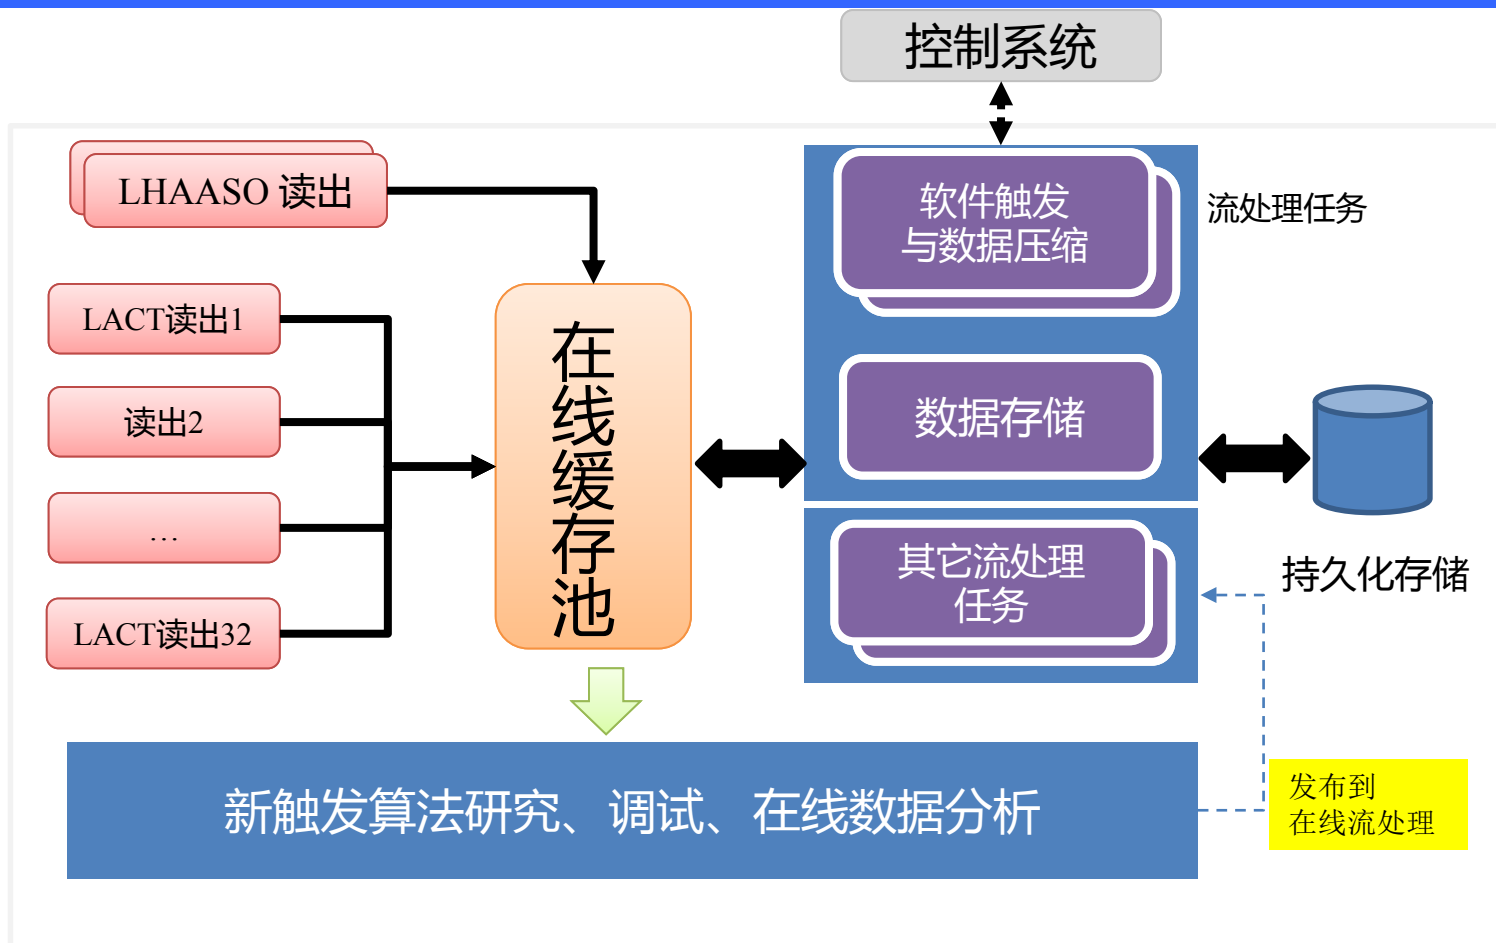 控制系统
LHAASO 读出
软件触发
与数据压缩
流处理任务
LACT读出1
读出2
…
LACT读出32
在线缓存池
数据存储
其它流处理
任务
持久化存储
新触发算法研究、调试、在线数据分析
发布到
在线流处理